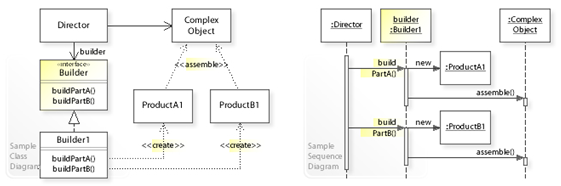 Director
Complex
Object
builder
<<assemble>>
«interface»
Builder
buildPartA()
buildPartB()
ProductA1
ProductB1
Builder1
buildPartA()
buildPartB()
<<create>>
<<create>>
Sample
Class
Diagram
:Director
builder
:Builder1
:Complex
Object
build
PartA()
new
:ProductA1
assemble()
build
PartB()
new
:ProductB1
assemble()
Sample
Sequence
Diagram